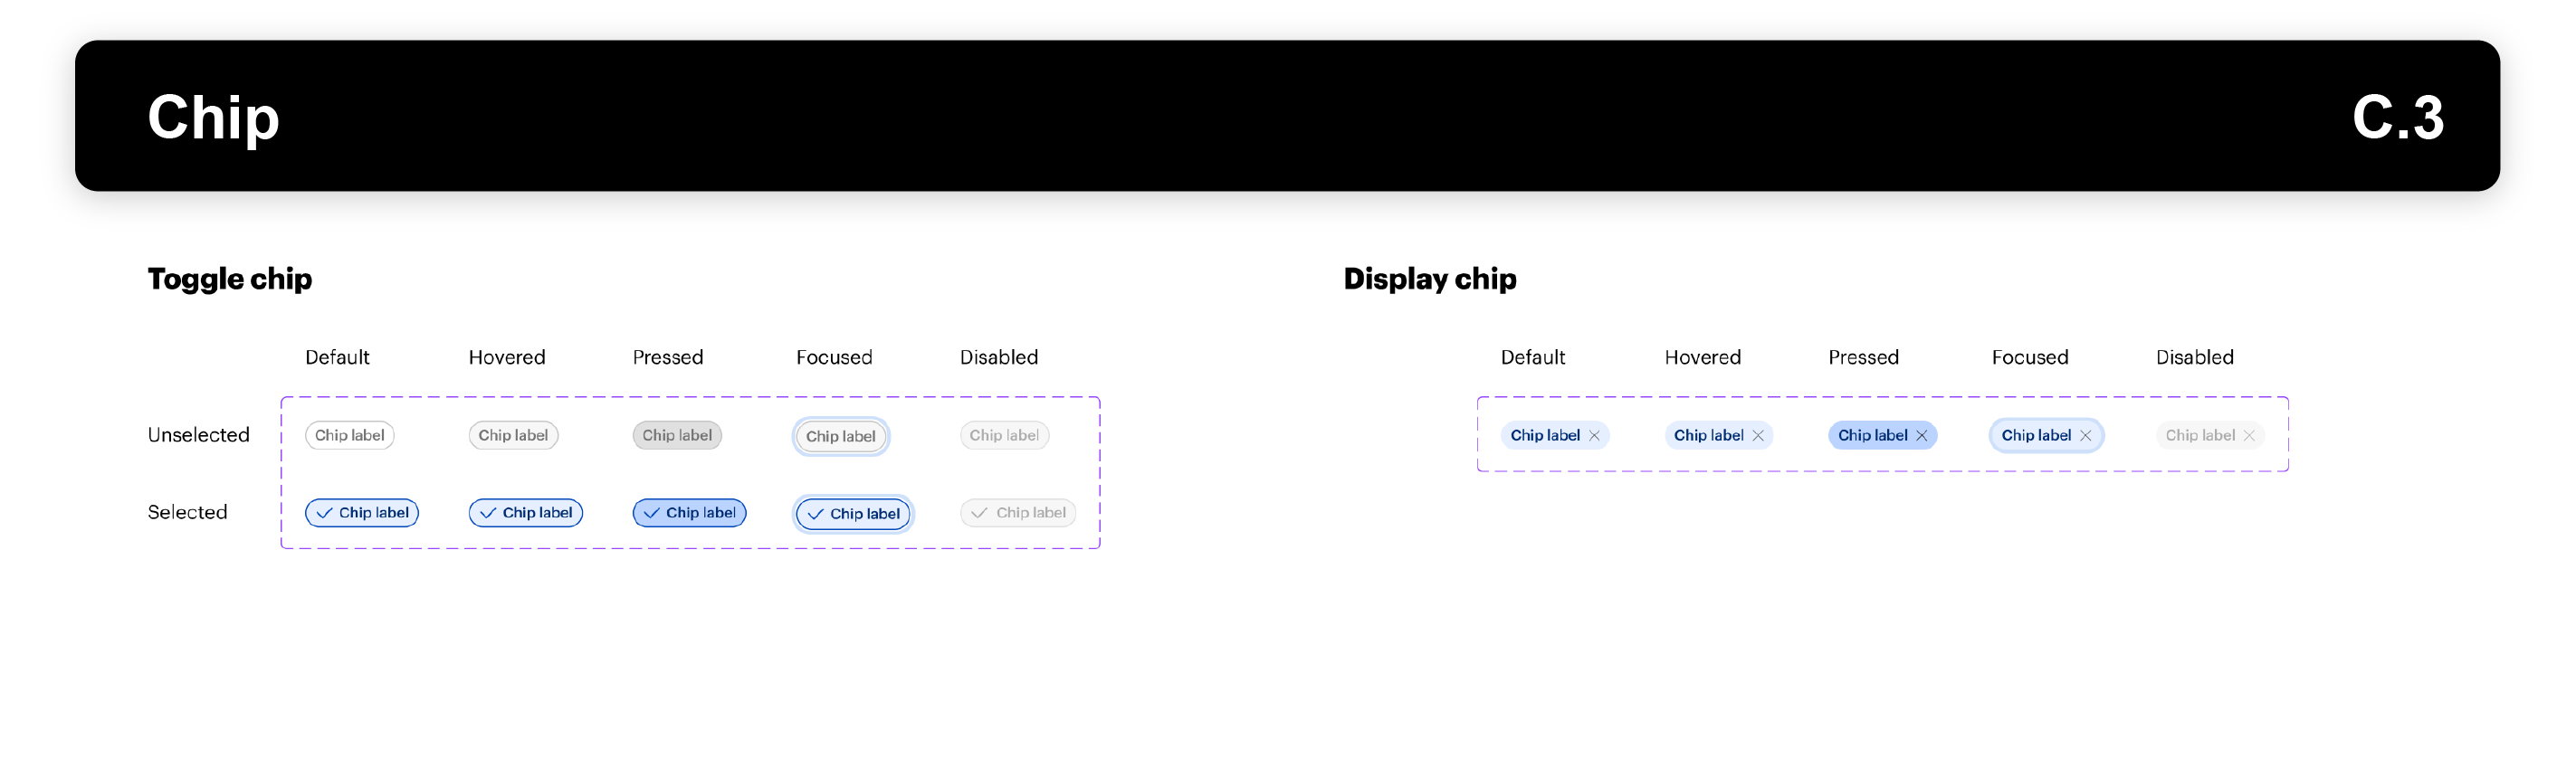 Chip
C.3
Toggle chip
Default Hovered Pressed Focused Disabled
Unselected Chip label Chip label Chip label Chip label Chip label
Selected Chip label Chip label Chip label Chip label Chip label
Display chip
Default Hovered Pressed Focused Disabled
Chip label Chip label Chip label Chip label Chip label